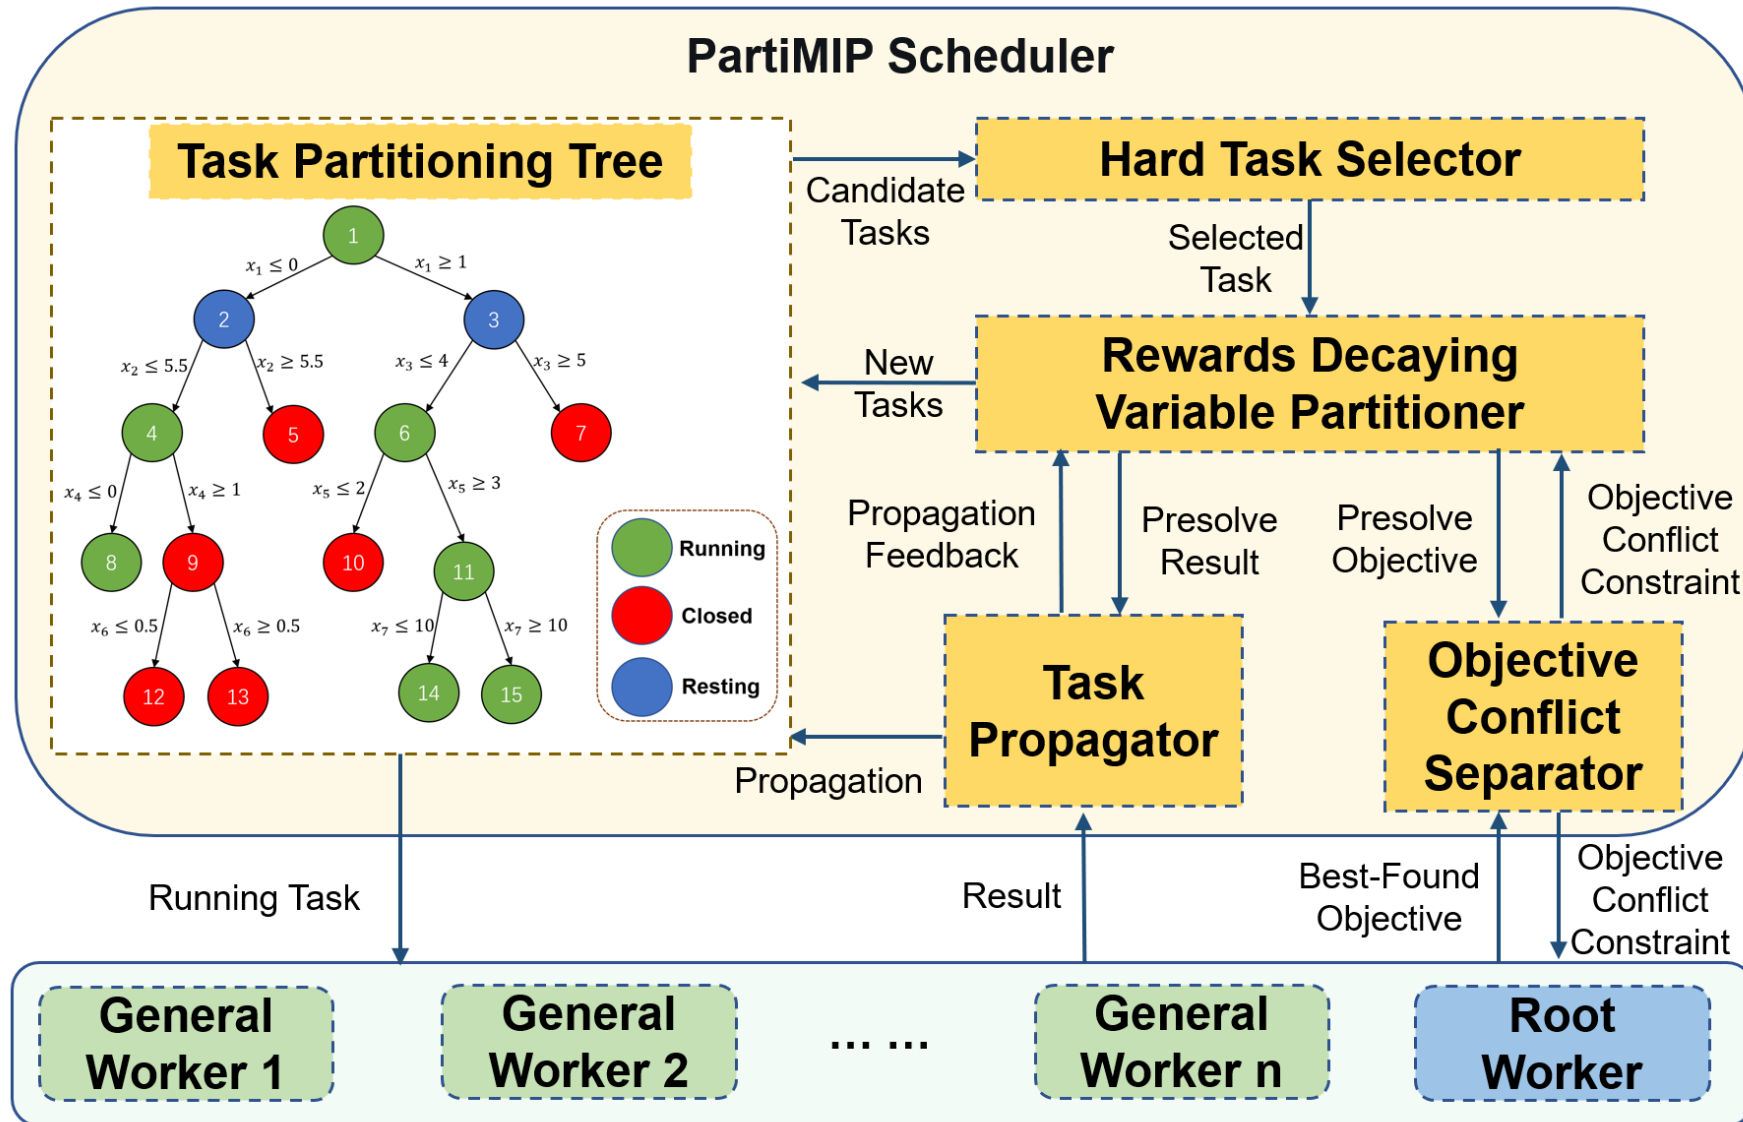 PartiMIP Scheduler
Task Partitioning Tree
1
x₁ ≤ 0
x₁ ≥ 1
2
3
x₂ ≤ 5.5
x₂ ≥ 5.5
x₃ ≤ 4
x₃ ≥ 5
4
5
6
7
x₄ ≤ 0
x₄ ≥ 1
x₅ ≤ 2
x₅ ≥ 3
8
9
10
11
x₆ ≤ 0.5
x₆ ≥ 0.5
x₇ ≤ 10
x₇ ≥ 10
12
13
14
15
Running
Closed
Resting
Candidate
Tasks
Hard Task Selector
Selected
Task
New
Tasks
Rewards Decaying
Variable Partitioner
Propagation
Feedback
Presolve
Result
Presolve
Objective
Objective
Conflict
Constraint
Task
Propagator
Objective
Conflict
Separator
Propagation
Running Task
Result
Best-Found
Objective
Objective
Conflict
Constraint
General
Worker 1
General
Worker 2
... ...
General
Worker n
Root
Worker